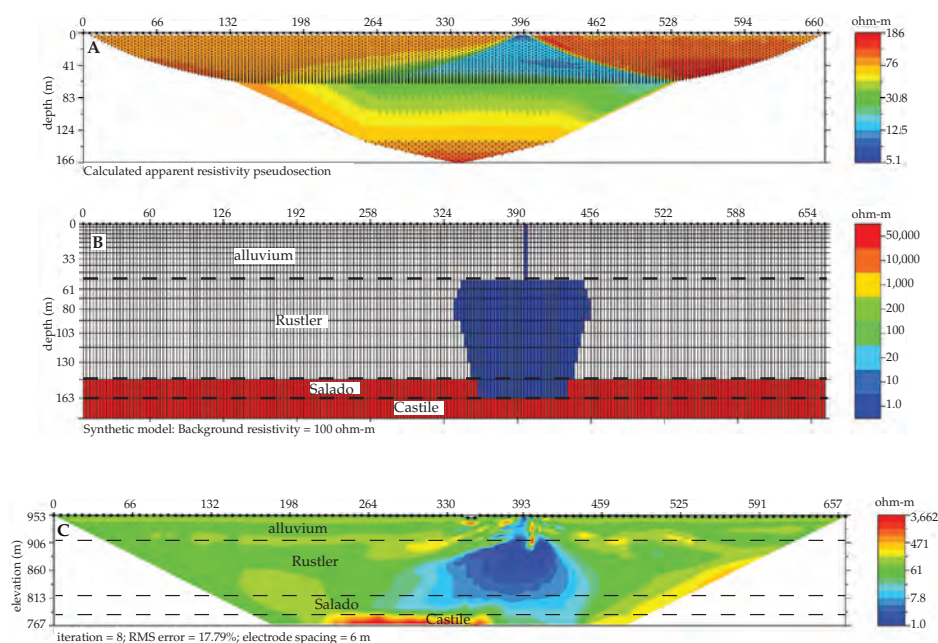 0 66 132 198 264 330 396 462 528 594 660 ohm-m
A
0
41
83
124
166
depth (m)
186
76
30.8
12.5
5.1
Calculated apparent resistivity pseudosection
0 60 126 192 258 324 390 456 522 588 654 ohm-m
B
0
33
61
80
103
130
163
depth (m)
alluvium
Rustler
Salado
Castile
50,000
10,000
1,000
200
100
20
10
1.0
Synthetic model: Background resistivity = 100 ohm-m
0 66 132 198 264 330 393 459 525 591 657 ohm-m
C
953
906
860
813
767
elevation (m)
alluvium
Rustler
Salado
Castile
3,662
471
61
7.8
1.0
iteration = 8; RMS error = 17.79%; electrode spacing = 6 m